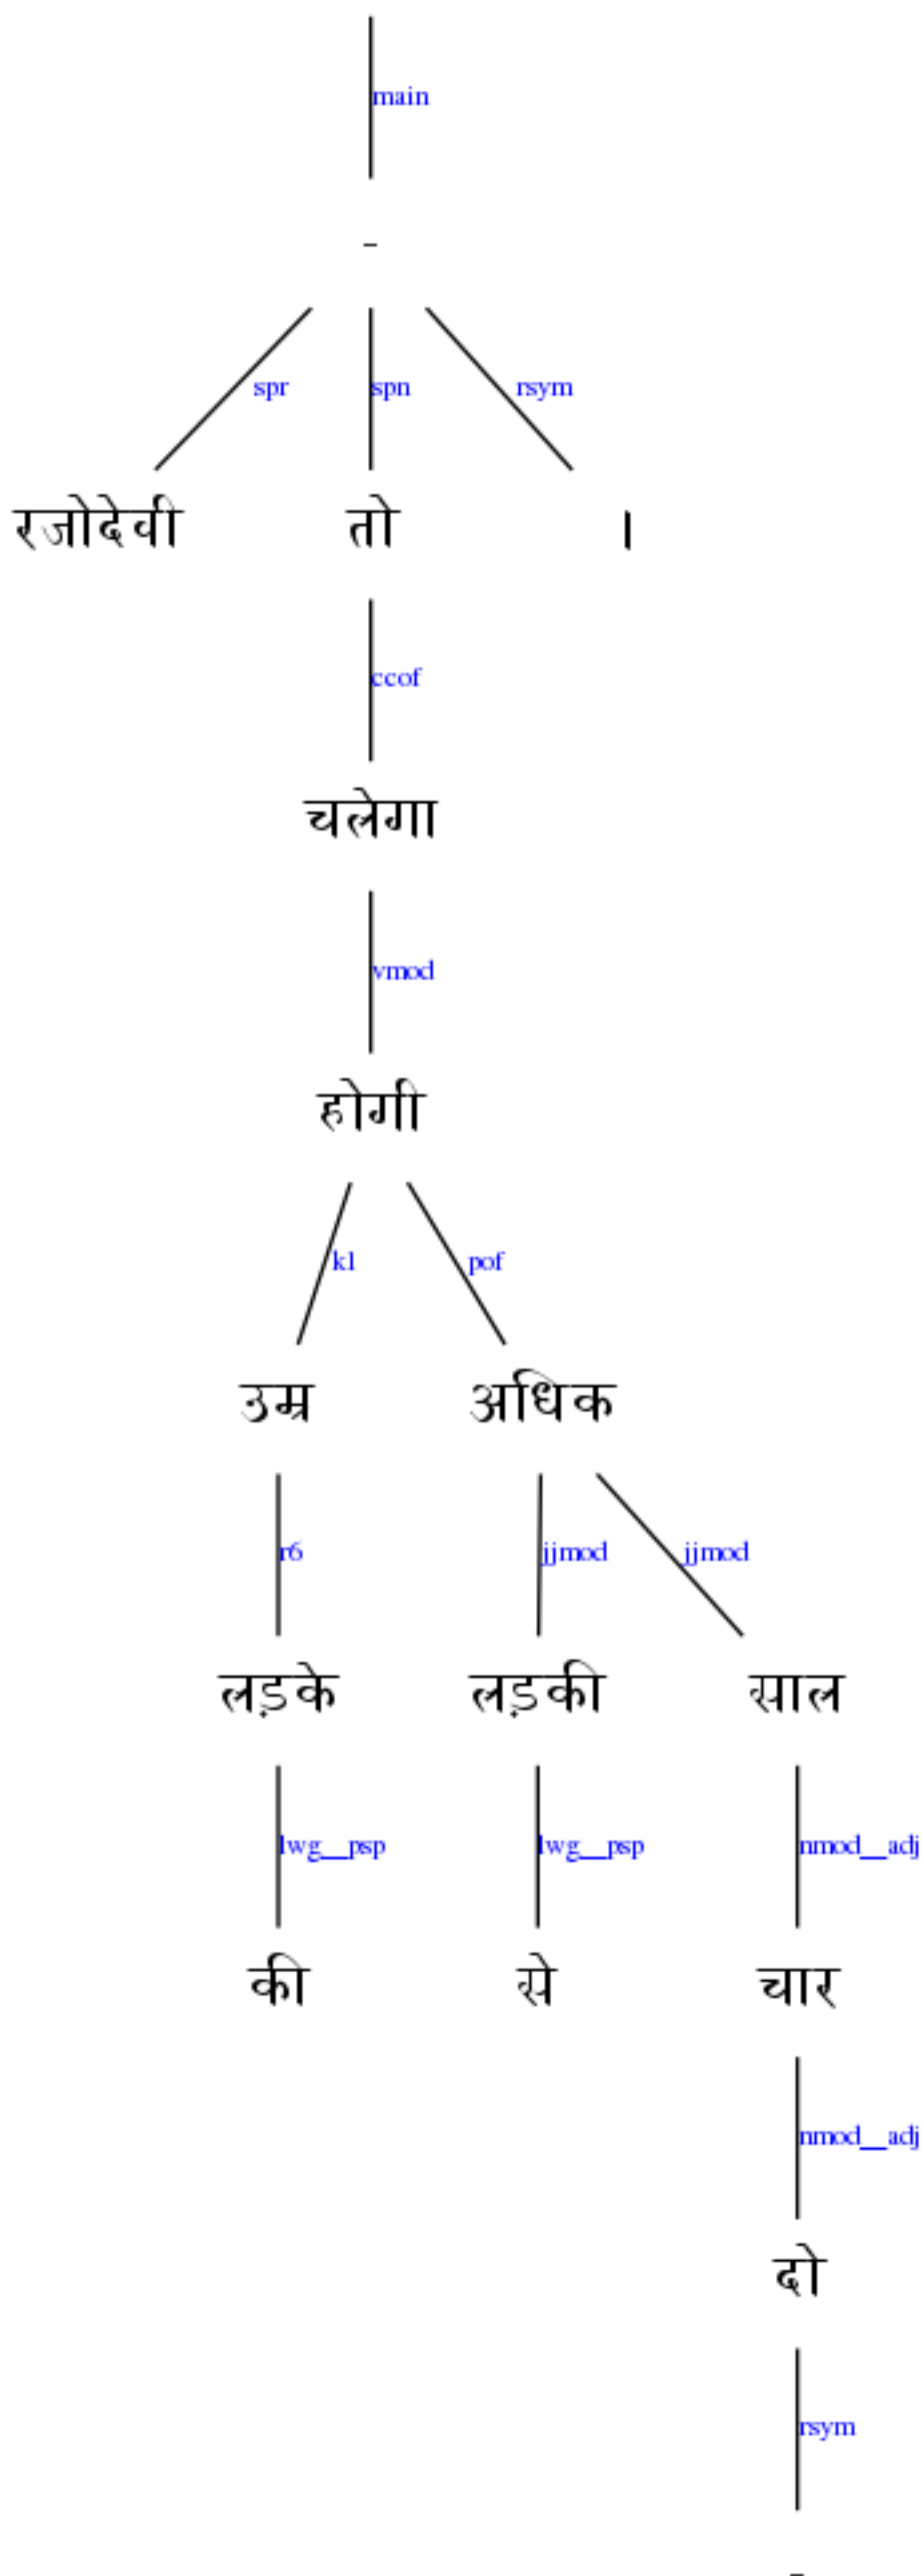 main
-
spr spn rsym
रजोदेवी तो ।
ccof
चलेगा
vmod
होगी
k1 pof
उम्र अधिक
r6 jjmod jjmod
लड़के लड़की साल
lwg__psp lwg__psp nmod__adj
की से चार
nmod__adj
दो
rsym
-